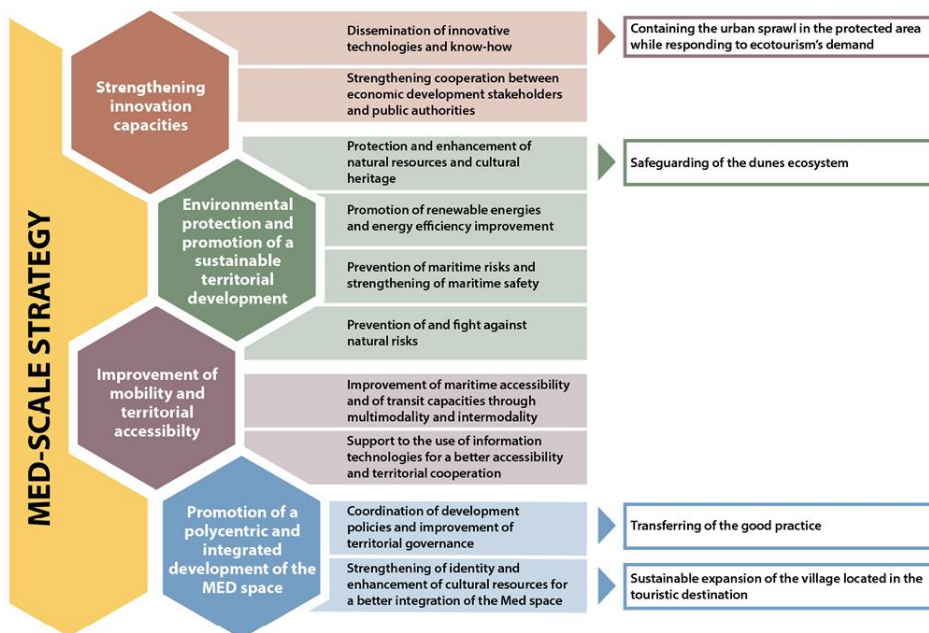 MED-SCALE STRATEGY
Strengthening
innovation
capacities
Dissemination of innovative
technologies and know-how
Containing the urban sprawl in the protected area
while responding to ecotourism's demand
Strengthening cooperation between
economic development stakeholders
and public authorities
Environmental
protection and
promotion of a
sustainable
territorial
development
Protection and enhancement of
natural resources and cultural
heritage
Safeguarding of the dunes ecosystem
Promotion of renewable energies
and energy efficiency improvement
Prevention of maritime risks and
strengthening of maritime safety
Prevention of and fight against
natural risks
Improvement of
mobility and
territorial
accessibilty
Improvement of maritime accessibility
and of transit capacities through
multimodality and intermodality
Support to the use of information
technologies for a better accessibility
and territorial cooperation
Promotion of a
polycentric and
integrated
development of the
MED space
Coordination of development
policies and improvement of
territorial governance
Transferring of the good practice
Strengthening of identity and
enhancement of cultural resources for
a better integration of the Med space
Sustainable expansion of the village located in the
touristic destination